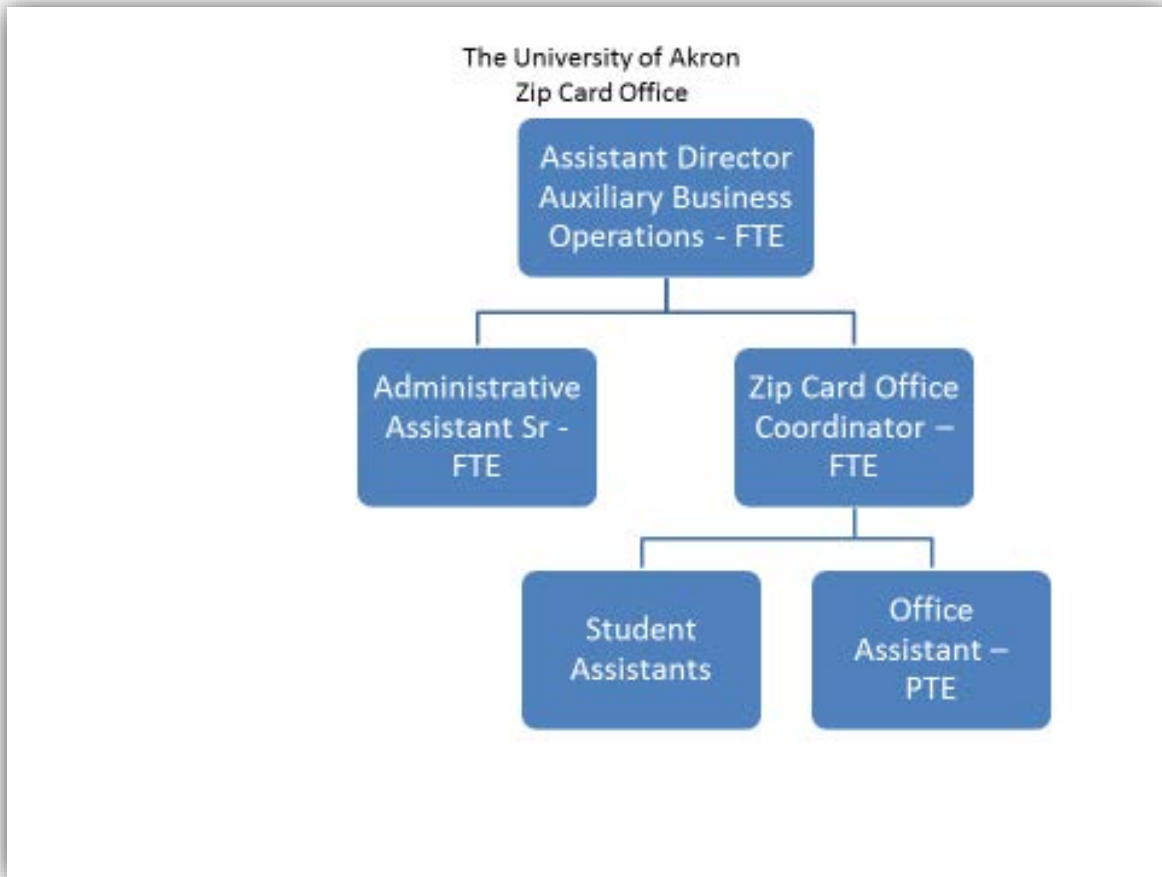 The University of Akron
Zip Card Office
Assistant Director
Auxiliary Business
Operations - FTE
Administrative
Assistant Sr -
FTE
Zip Card Office
Coordinator –
FTE
Student
Assistants
Office
Assistant –
PTE